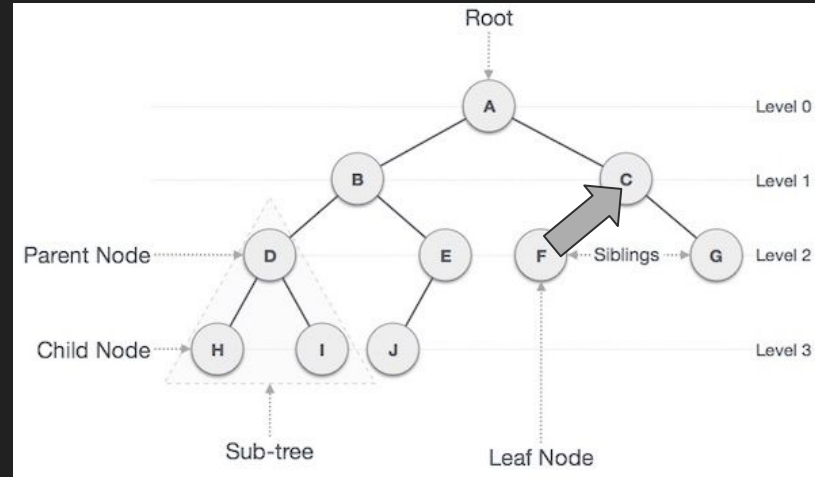 Root
A
Level 0
B
C
Level 1
Parent Node
D
E
F
Siblings
G
Level 2
Child Node
H
I
J
Level 3
Sub-tree
Leaf Node